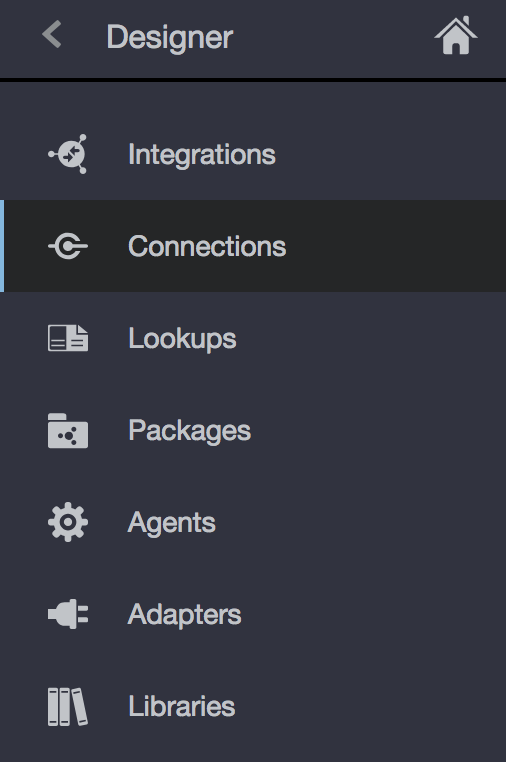 Designer
Integrations
Connections
Lookups
Packages
Agents
Adapters
Libraries